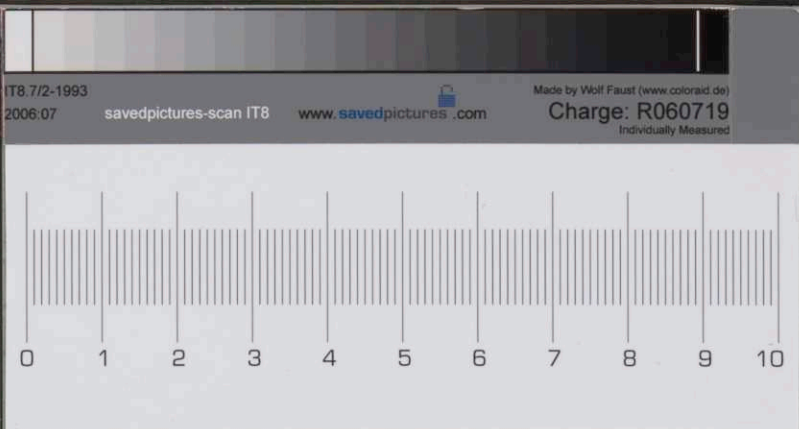 IT8.7/2-1993
2006:07
savedpictures-scan IT8
www.savedpictures.com
Made by Wolf Faust (www.coloraid.de)
Charge: R060719
Individually Measured
0 1 2 3 4 5 6 7 8 9 10